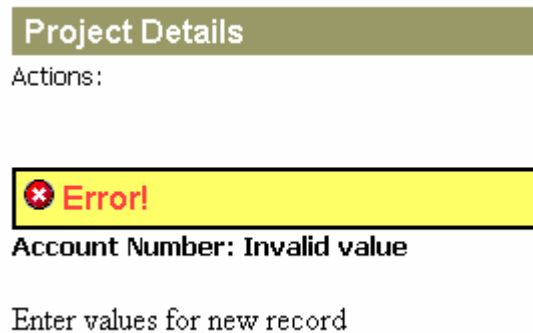 Project Details
Actions:
Error!
Account Number: Invalid value
Enter values for new record